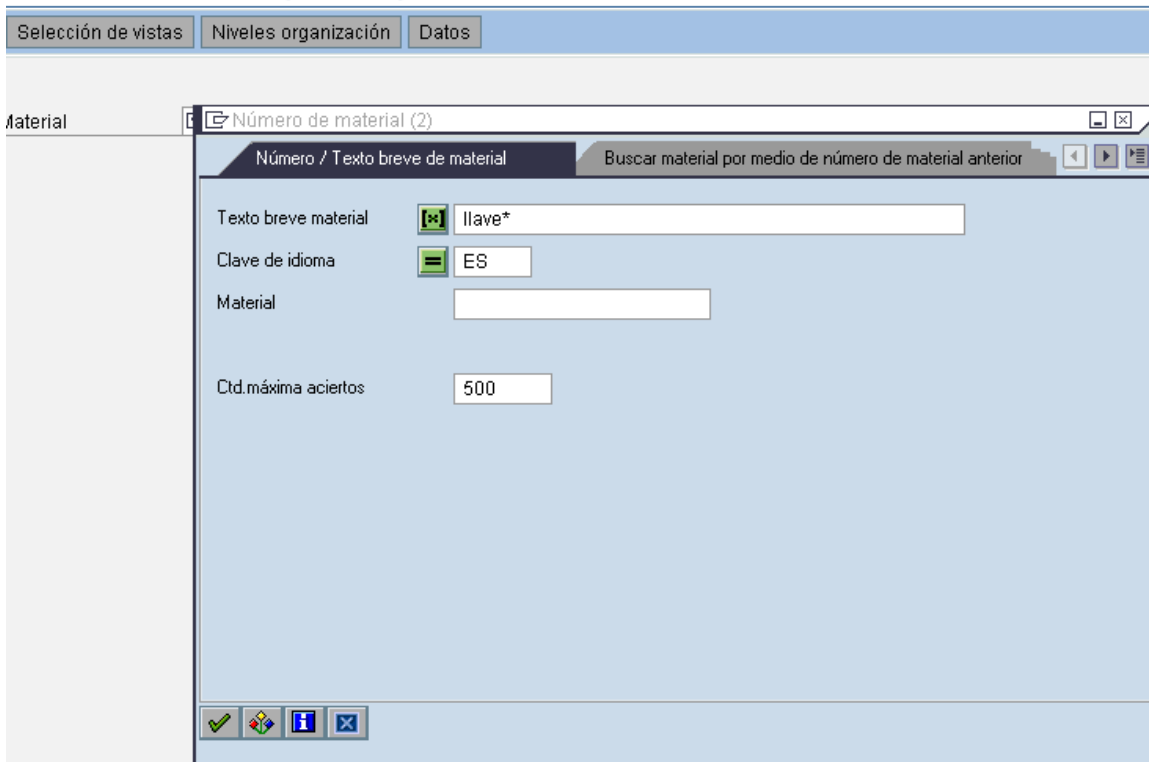 Selección de vistas Niveles organización Datos
Material
Número de material (2)
Número / Texto breve de material Buscar material por medio de número de material anterior
Texto breve material llave*
Clave de idioma = ES
Material
Ctd.máxima aciertos 500